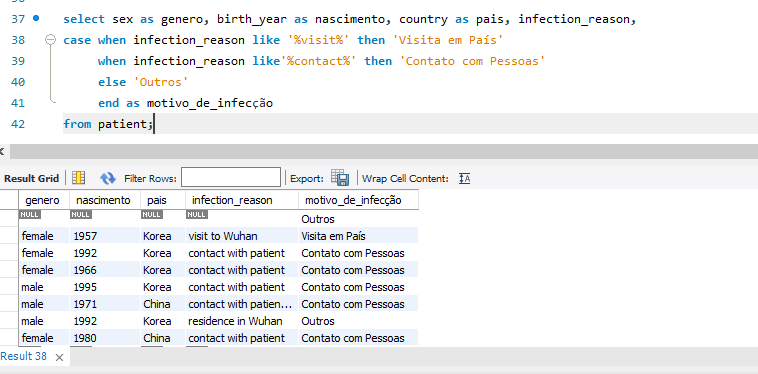 37 select sex as genero, birth_year as nascimento, country as pais, infection_reason,
38 case when infection_reason like '%visit%' then 'Visita em País'
39 when infection_reason like'%contact%' then 'Contato com Pessoas'
40 else 'Outros'
41 end as motivo_de_infecção
42 from patient;
Result Grid Filter Rows: Export: Wrap Cell Content:
genero nascimento pais infection_reason motivo_de_infecção
NULL NULL NULL NULL Outros
female 1957 Korea visit to Wuhan Visita em País
female 1992 Korea contact with patient Contato com Pessoas
female 1966 Korea contact with patient Contato com Pessoas
male 1995 Korea contact with patient Contato com Pessoas
male 1971 China contact with patien... Contato com Pessoas
male 1992 Korea residence in Wuhan Outros
female 1980 China contact with patient Contato com Pessoas
Result 38